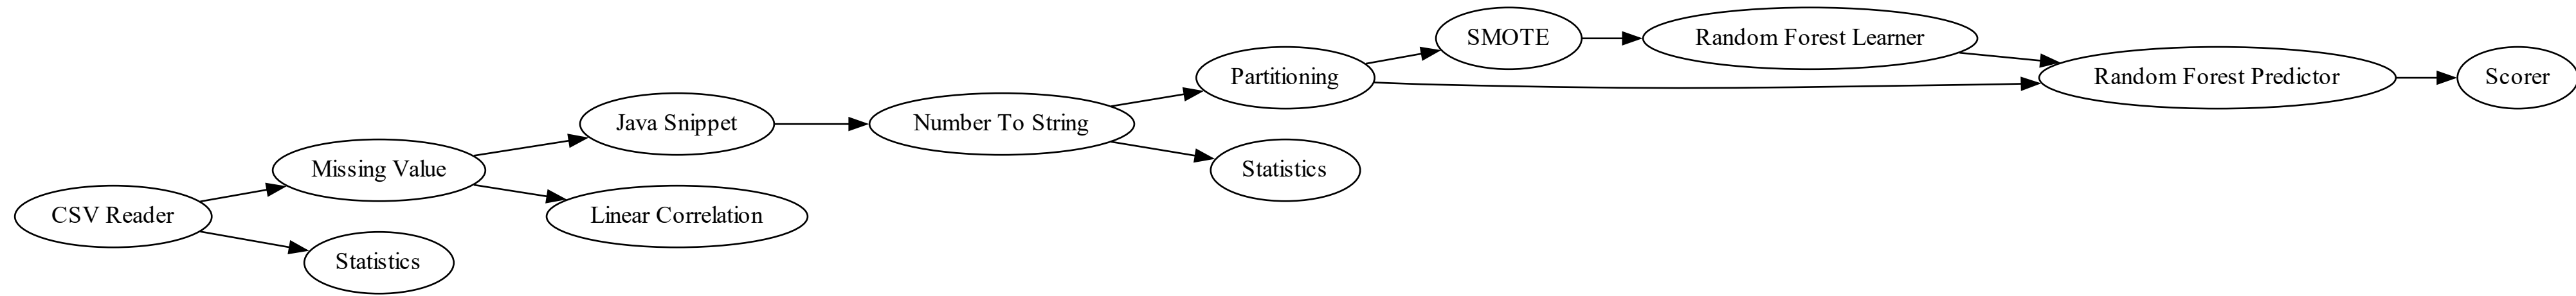 CSV Reader
Missing Value
Statistics
Java Snippet
Linear Correlation
Number To String
Partitioning
Statistics
SMOTE
Random Forest Learner
Random Forest Predictor
Scorer